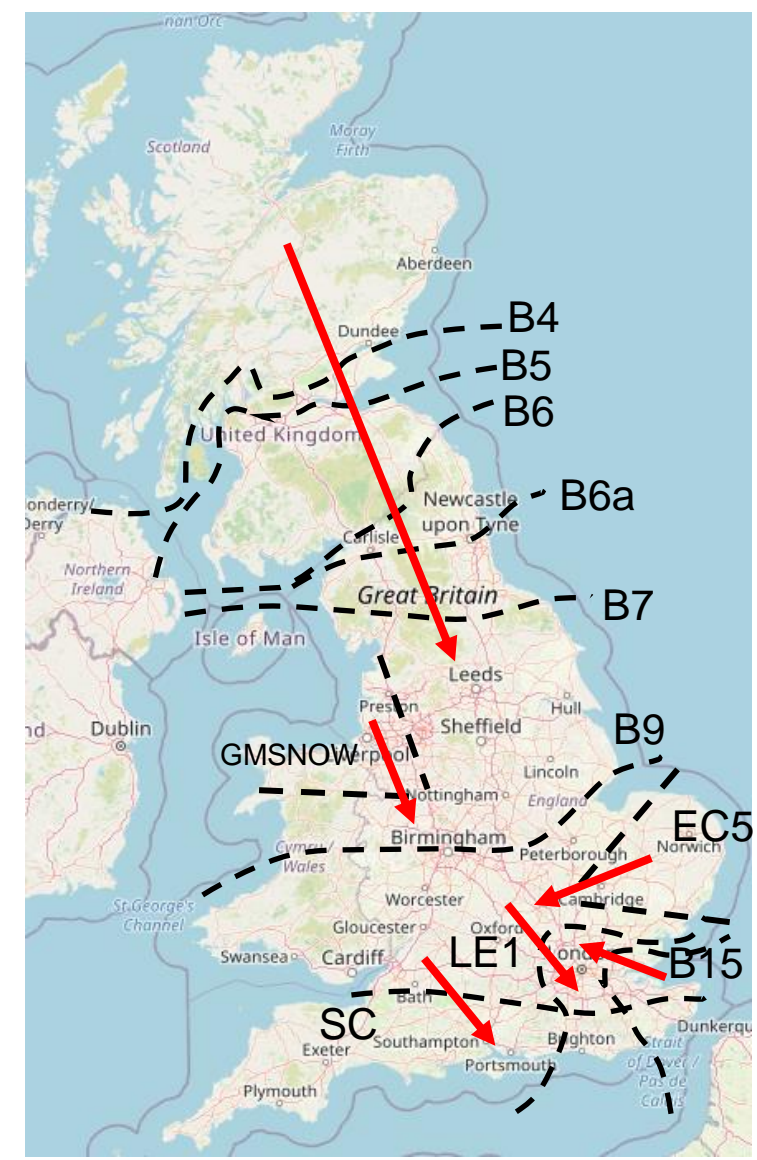 Scotland
Moray
Firth
Aberdeen
Dundee
B4
B5
B6
United Kingdom
B6a
Newcastle
upon Tyne
Carlisle
onderry/
Derry
Northern
Ireland
Great Britain
B7
Isle of Man
Leeds
Preston
Hull
Dublin
Sheffield
B9
GMSNOW
Lincoln
Nottingham
England
EC5
Birmingham
Norwich
Cymru /
Wales
Peterborough
Worcester
Cambridge
St George's
Channel
Gloucester
Oxford
LE1
Swansea
Cardiff
B15
Bath
SC
Dunkerqu
Southampton
Brighton
Strait
of Dover /
Pas de
Calais
Exeter
Portsmouth
Plymouth